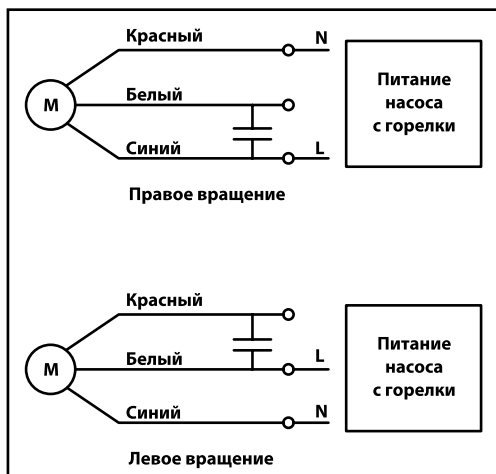 Красный
N
М
Белый
Синий
L
Питание
насоса
с горелки
Правое вращение
Красный
М
Белый
L
Синий
N
Питание
насоса
с горелки
Левое вращение